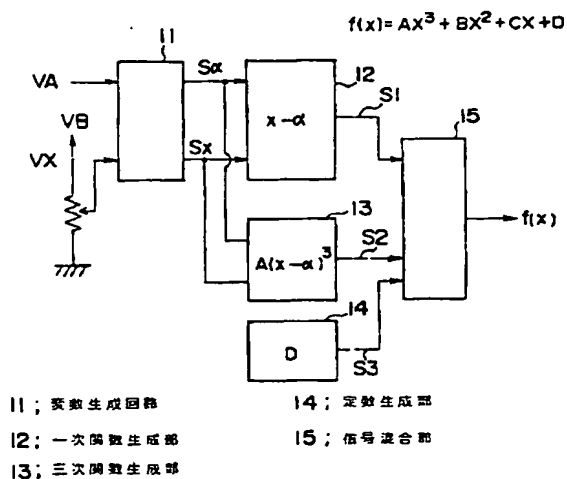 f(x)=AX³+BX²+CX+D
11
VA
VB
VX
Sα
Sx
x-α
12
S1
15
13
A(x-α)³
S2
f(x)
14
D
S3
11；変数生成回路
12；一次関数生成部
13；三次関数生成部
14；定数生成部
15；信号混合部